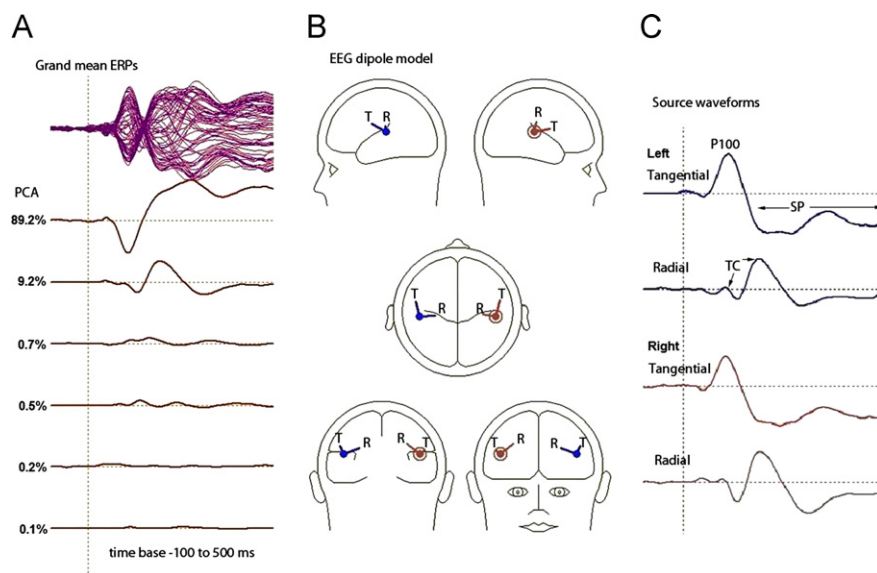 A
Grand mean ERPs
PCA
89.2%
9.2%
0.7%
0.5%
0.2%
0.1%
time base -100 to 500 ms
B
EEG dipole model
T R
R
T
T
R
R
T
T
R
R
T
T
R
R
T
C
Source waveforms
P100
Left
Tangential
SP
Radial
TC
Right
Tangential
Radial